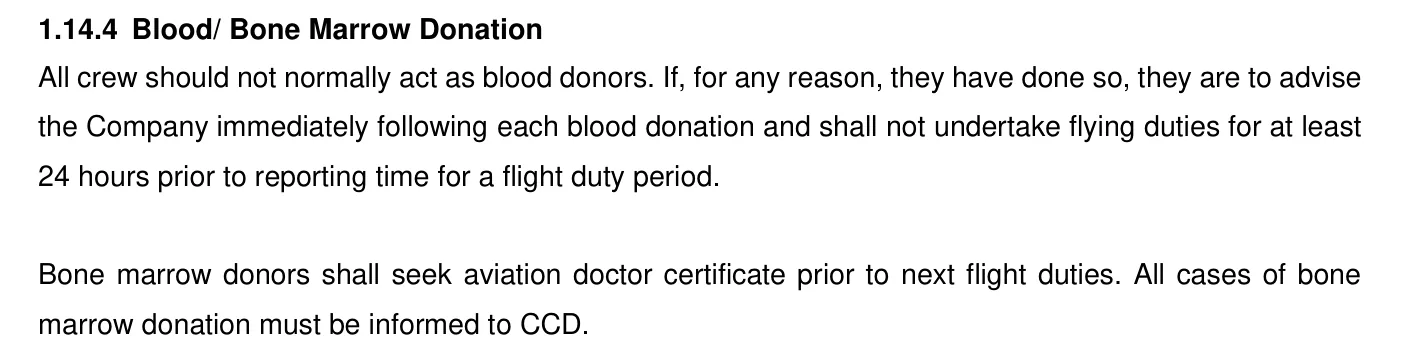 1.14.4 Blood/ Bone Marrow Donation
All crew should not normally act as blood donors. If, for any reason, they have done so, they are to advise
the Company immediately following each blood donation and shall not undertake flying duties for at least
24 hours prior to reporting time for a flight duty period.
Bone marrow donors shall seek aviation doctor certificate prior to next flight duties. All cases of bone
marrow donation must be informed to CCD.